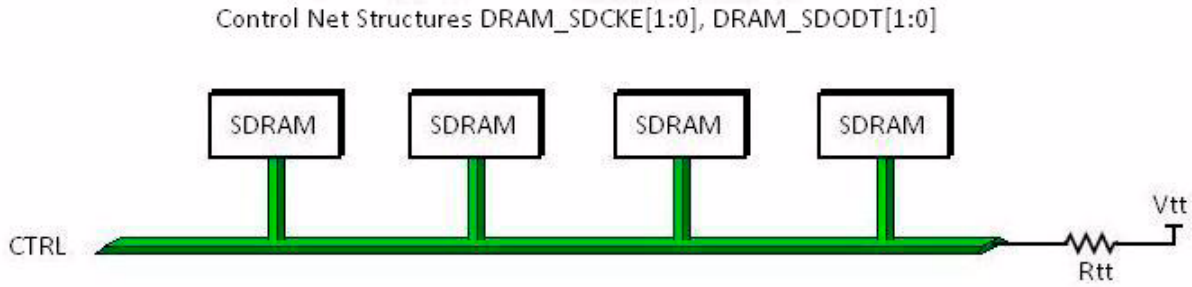 Control Net Structures DRAM_SDCKE[1:0], DRAM_SDODT[1:0]
SDRAM SDRAM SDRAM SDRAM
Vtt
CTRL
Rtt